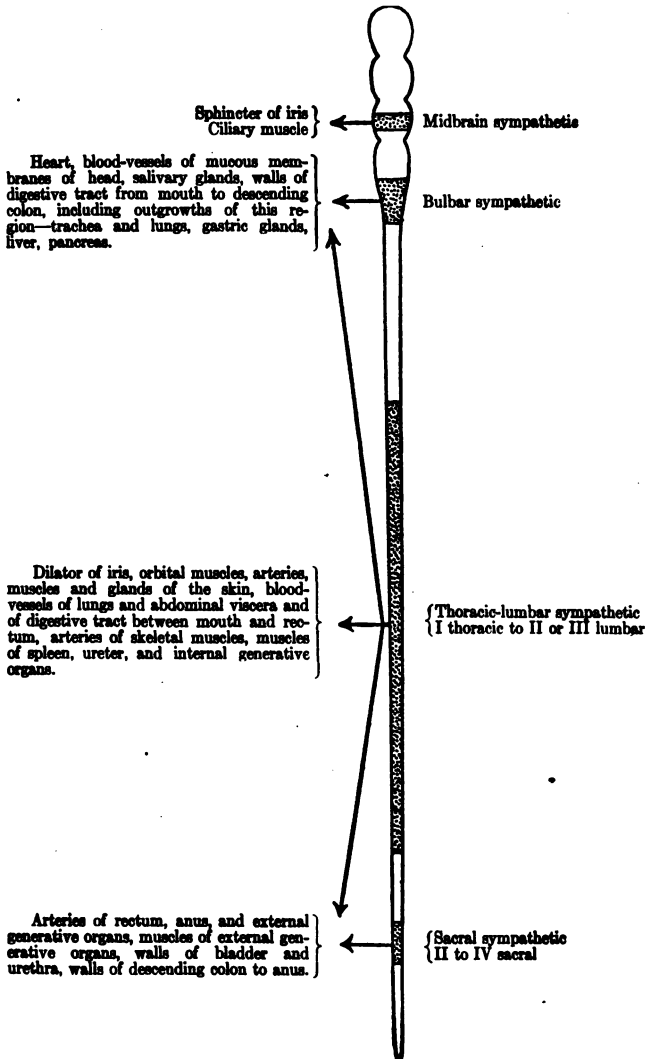 Sphincter of iris
Ciliary muscle
Midbrain sympathetic
Heart, blood-vessels of mucous mem-
branes of head, salivary glands, walls of
digestive tract from mouth to descending
colon, including outgrowths of this re-
gion—trachea and lungs, gastric glands,
liver, pancreas.
Bulbar sympathetic
Dilator of iris, orbital muscles, arteries,
muscles and glands of the skin, blood-
vessels of lungs and abdominal viscera and
of digestive tract between mouth and rec-
tum, arteries of skeletal muscles, muscles
of spleen, ureter, and internal generative
organs.
Thoracic-lumbar sympathetic
I thoracic to II or III lumbar
Arteries of rectum, anus, and external
generative organs, muscles of external gen-
erative organs, walls of bladder and
urethra, walls of descending colon to anus.
Sacral sympathetic
II to IV sacral